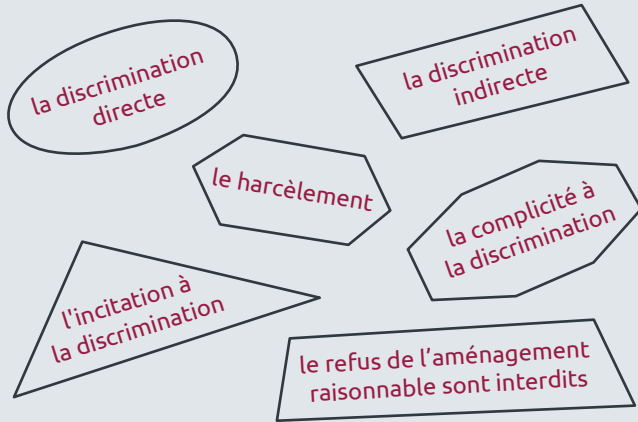 la discrimination
directe
la discrimination
indirecte
le harcèlement
la complicité à
la discrimination
l'incitation à
la discrimination
le refus de l’aménagement
raisonnable sont interdits